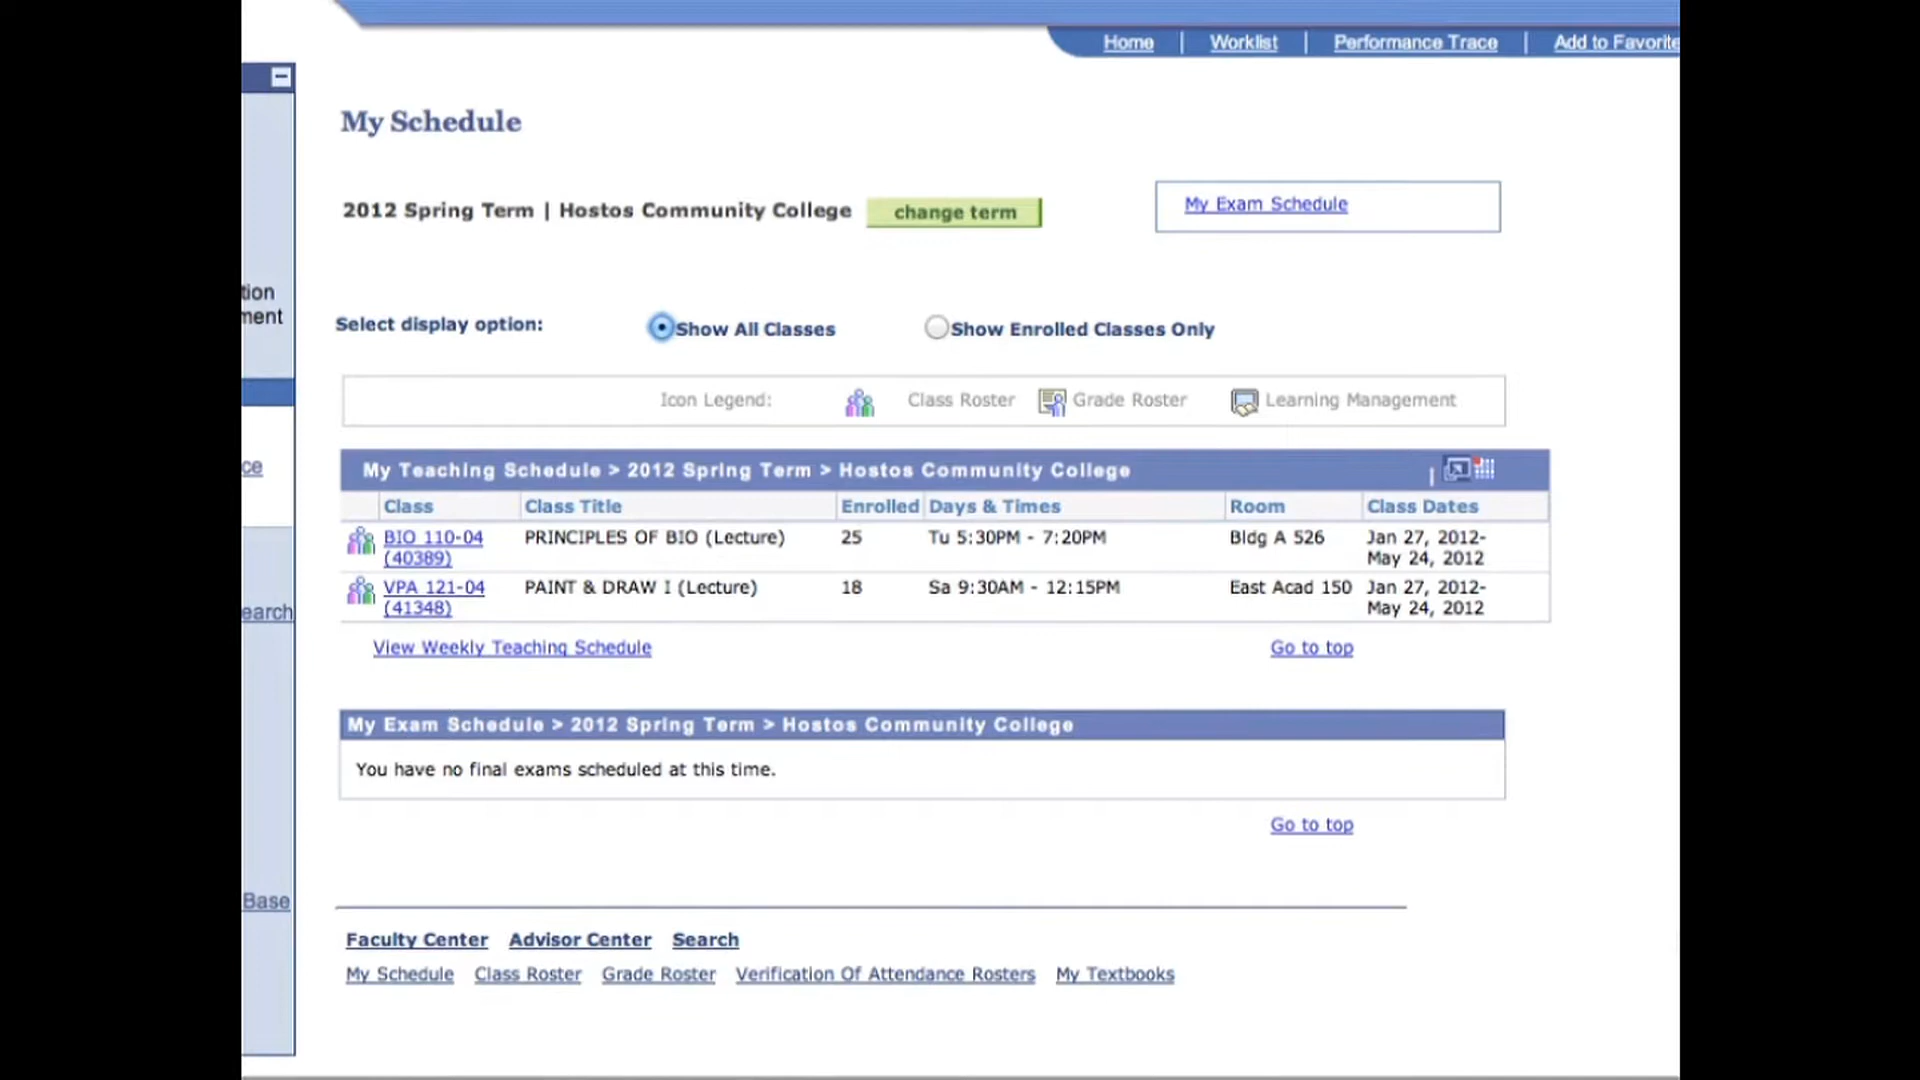 Home | Worklist | Performance Trace | Add to Favorite
My Schedule
2012 Spring Term | Hostos Community College change term My Exam Schedule
tion
ment
Select display option: Show All Classes Show Enrolled Classes Only
Icon Legend: Class Roster Grade Roster Learning Management
ce
My Teaching Schedule > 2012 Spring Term > Hostos Community College
Class Class Title Enrolled Days & Times Room Class Dates
BIO 110-04 PRINCIPLES OF BIO (Lecture) 25 Tu 5:30PM - 7:20PM Bldg A 526 Jan 27, 2012-
(40389) May 24, 2012
VPA 121-04 PAINT & DRAW I (Lecture) 18 Sa 9:30AM - 12:15PM East Acad 150 Jan 27, 2012-
(41348) May 24, 2012
earch
View Weekly Teaching Schedule Go to top
My Exam Schedule > 2012 Spring Term > Hostos Community College
You have no final exams scheduled at this time.
Go to top
Base
Faculty Center Advisor Center Search
My Schedule Class Roster Grade Roster Verification Of Attendance Rosters My Textbooks